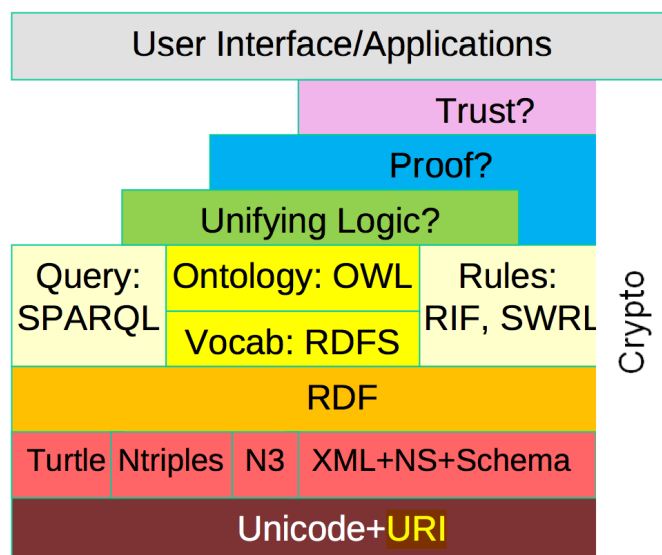 User Interface/Applications
Trust?
Proof?
Unifying Logic?
Query:
SPARQL
Ontology: OWL
Vocab: RDFS
Rules:
RIF, SWRL
Crypto
RDF
Turtle
Ntriples
N3
XML+NS+Schema
Unicode+URI